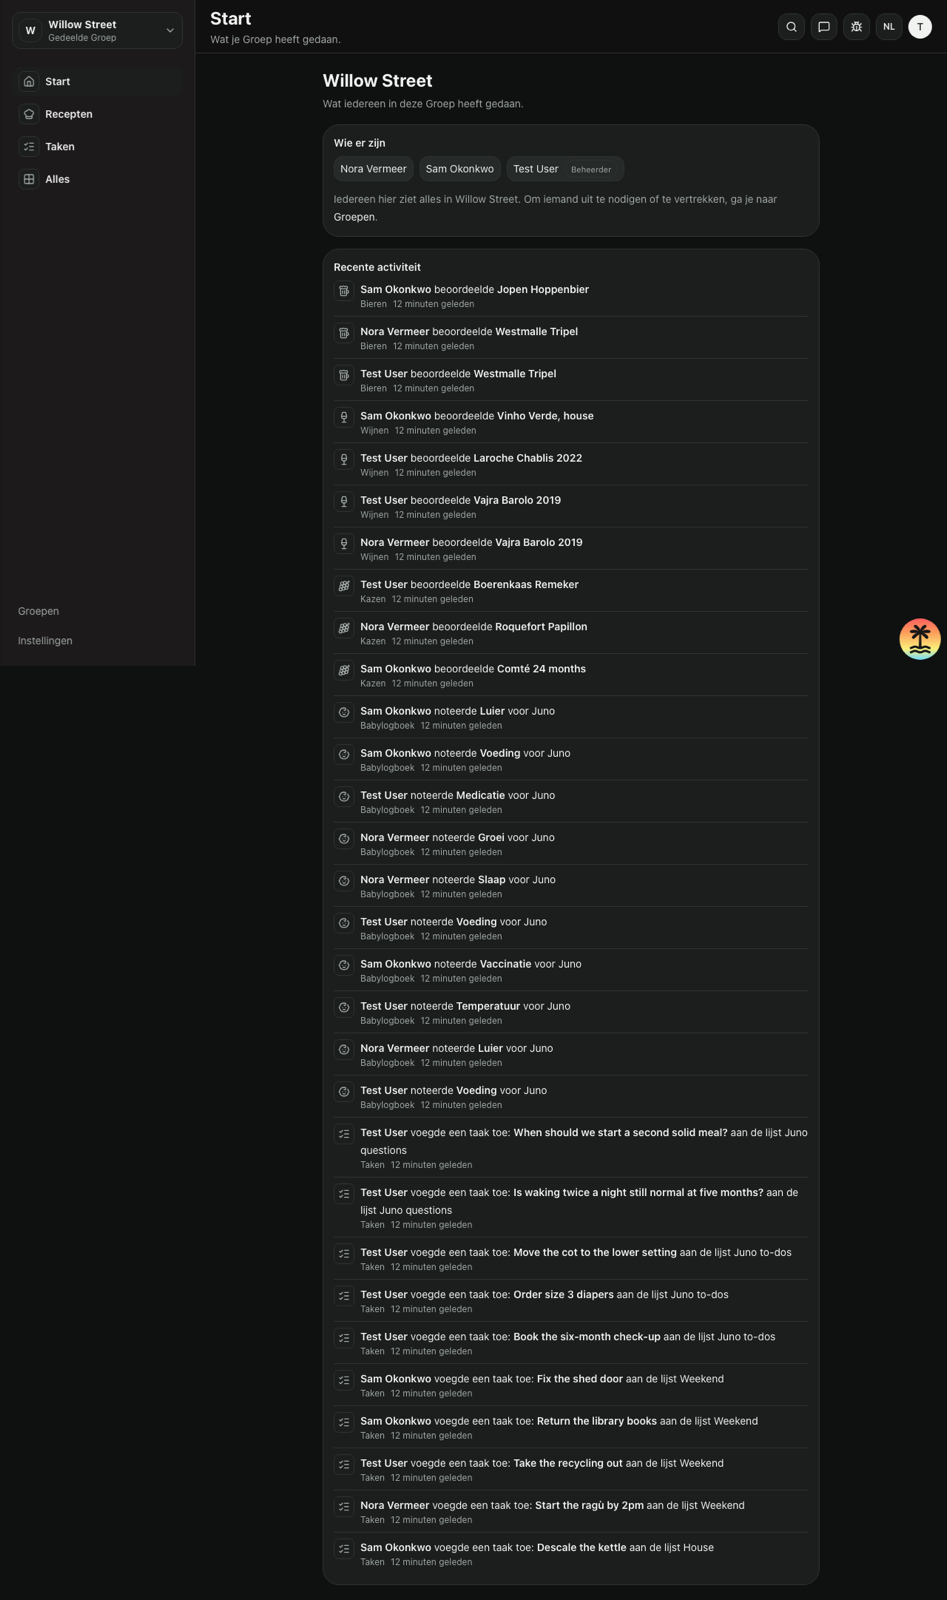 W
Willow Street
Gedeelde Groep
Start
Recepten
Taken
Alles
Groepen
Instellingen
Start
Wat je Groep heeft gedaan.
NL
T
Willow Street
Wat iedereen in deze Groep heeft gedaan.
Wie er zijn
Nora Vermeer
Sam Okonkwo
Test User Beheerder
Iedereen hier ziet alles in Willow Street. Om iemand uit te nodigen of te vertrekken, ga je naar
Groepen.
Recente activiteit
Sam Okonkwo beoordeelde Jopen Hoppenbier
Bieren 12 minuten geleden
Nora Vermeer beoordeelde Westmalle Tripel
Bieren 12 minuten geleden
Test User beoordeelde Westmalle Tripel
Bieren 12 minuten geleden
Sam Okonkwo beoordeelde Vinho Verde, house
Wijnen 12 minuten geleden
Test User beoordeelde Laroche Chablis 2022
Wijnen 12 minuten geleden
Test User beoordeelde Vajra Barolo 2019
Wijnen 12 minuten geleden
Nora Vermeer beoordeelde Vajra Barolo 2019
Wijnen 12 minuten geleden
Test User beoordeelde Boerenkaas Remeker
Kazen 12 minuten geleden
Nora Vermeer beoordeelde Roquefort Papillon
Kazen 12 minuten geleden
Sam Okonkwo beoordeelde Comté 24 months
Kazen 12 minuten geleden
Sam Okonkwo noteerde Luier voor Juno
Babylogboek 12 minuten geleden
Sam Okonkwo noteerde Voeding voor Juno
Babylogboek 12 minuten geleden
Test User noteerde Medicatie voor Juno
Babylogboek 12 minuten geleden
Nora Vermeer noteerde Groei voor Juno
Babylogboek 12 minuten geleden
Nora Vermeer noteerde Slaap voor Juno
Babylogboek 12 minuten geleden
Test User noteerde Voeding voor Juno
Babylogboek 12 minuten geleden
Sam Okonkwo noteerde Vaccinatie voor Juno
Babylogboek 12 minuten geleden
Test User noteerde Temperatuur voor Juno
Babylogboek 12 minuten geleden
Nora Vermeer noteerde Luier voor Juno
Babylogboek 12 minuten geleden
Test User noteerde Voeding voor Juno
Babylogboek 12 minuten geleden
Test User voegde een taak toe: When should we start a second solid meal? aan de lijst Juno
questions
Taken 12 minuten geleden
Test User voegde een taak toe: Is waking twice a night still normal at five months? aan de
lijst Juno questions
Taken 12 minuten geleden
Test User voegde een taak toe: Move the cot to the lower setting aan de lijst Juno to-dos
Taken 12 minuten geleden
Test User voegde een taak toe: Order size 3 diapers aan de lijst Juno to-dos
Taken 12 minuten geleden
Test User voegde een taak toe: Book the six-month check-up aan de lijst Juno to-dos
Taken 12 minuten geleden
Sam Okonkwo voegde een taak toe: Fix the shed door aan de lijst Weekend
Taken 12 minuten geleden
Sam Okonkwo voegde een taak toe: Return the library books aan de lijst Weekend
Taken 12 minuten geleden
Test User voegde een taak toe: Take the recycling out aan de lijst Weekend
Taken 12 minuten geleden
Nora Vermeer voegde een taak toe: Start the ragù by 2pm aan de lijst Weekend
Taken 12 minuten geleden
Sam Okonkwo voegde een taak toe: Descale the kettle aan de lijst House
Taken 12 minuten geleden